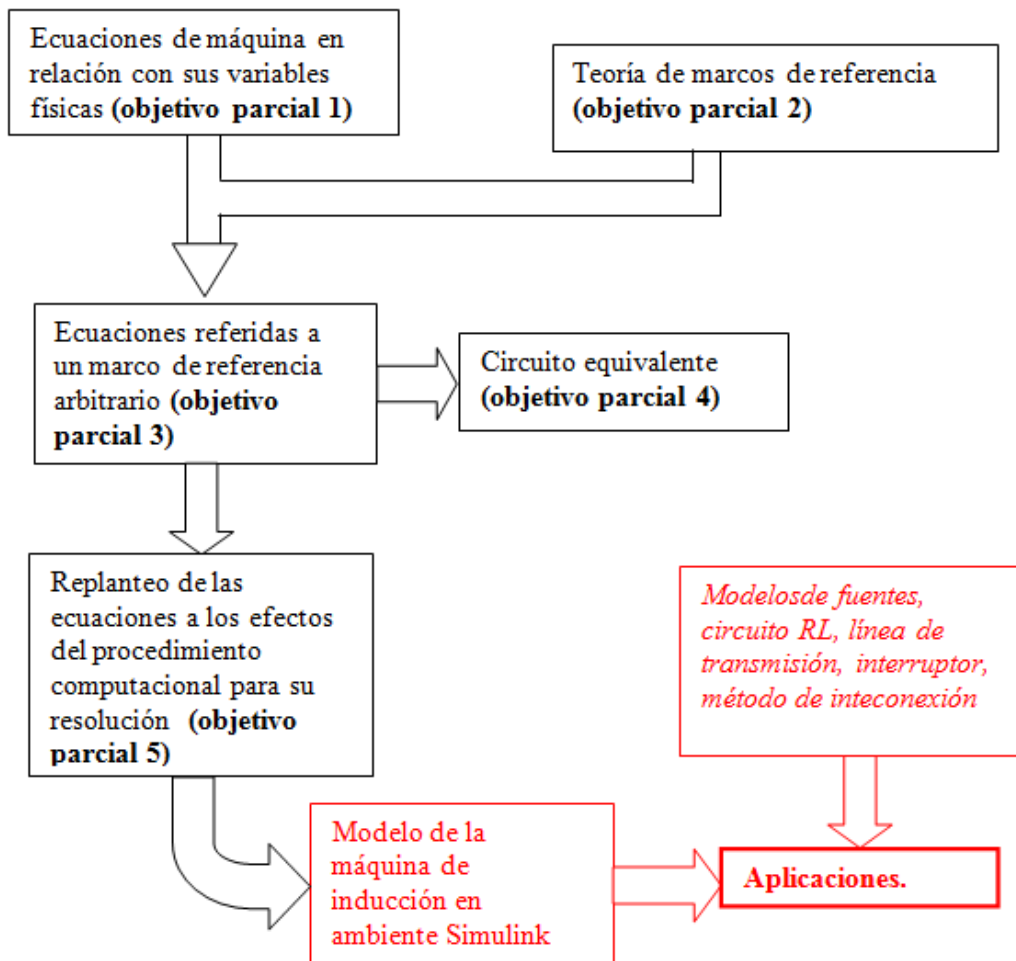 Ecuaciones de máquina en
relación con sus variables
físicas (objetivo parcial 1)
Teoría de marcos de referencia
(objetivo parcial 2)
Ecuaciones referidas a
un marco de referencia
arbitrario (objetivo
parcial 3)
Circuito equivalente
(objetivo parcial 4)
Replanteo de las
ecuaciones a los efectos
del procedimiento
computacional para su
resolución (objetivo
parcial 5)
Modelosde fuentes,
circuito RL, línea de
transmisión, interruptor,
método de inteconexión
Modelo de la
máquina de
inducción en
ambiente Simulink
Aplicaciones.